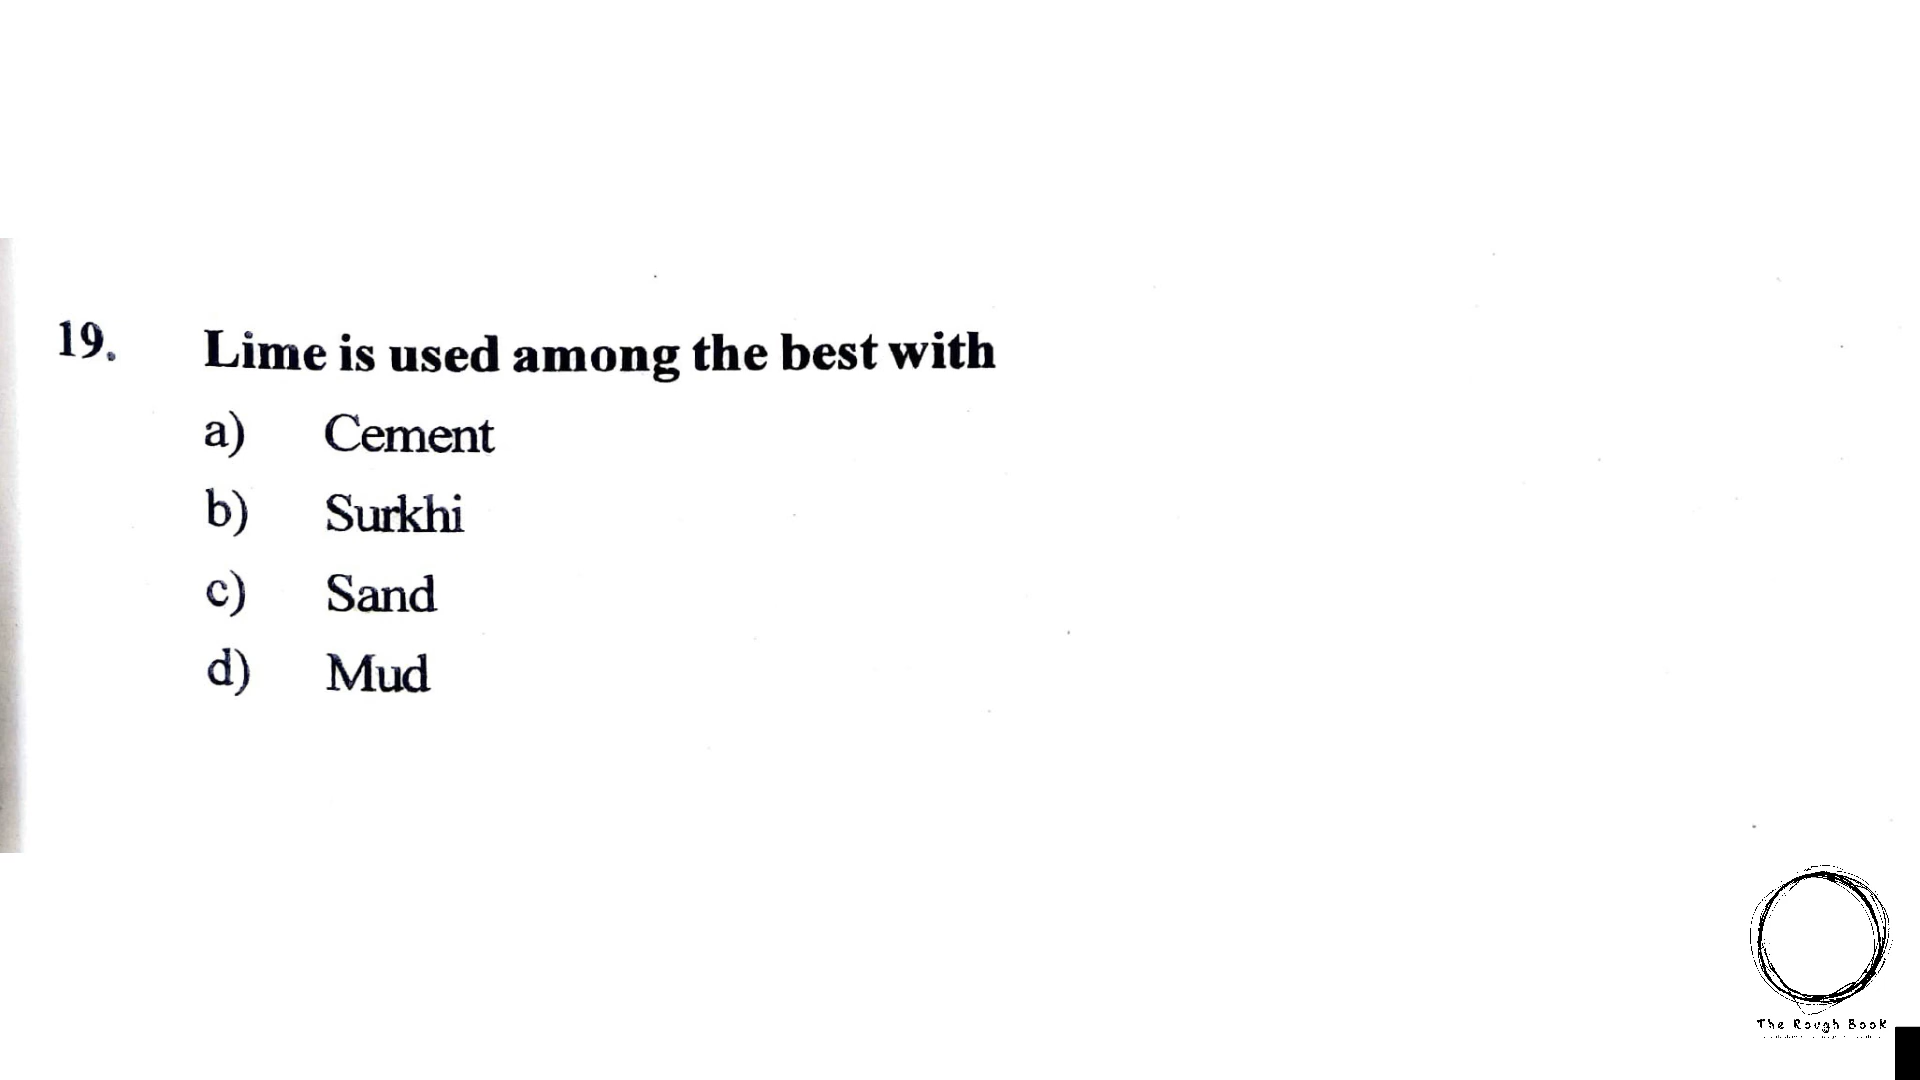 19. Lime is used among the best with
a) Cement
b) Surkhi
c) Sand
d) Mud
The Rough Book